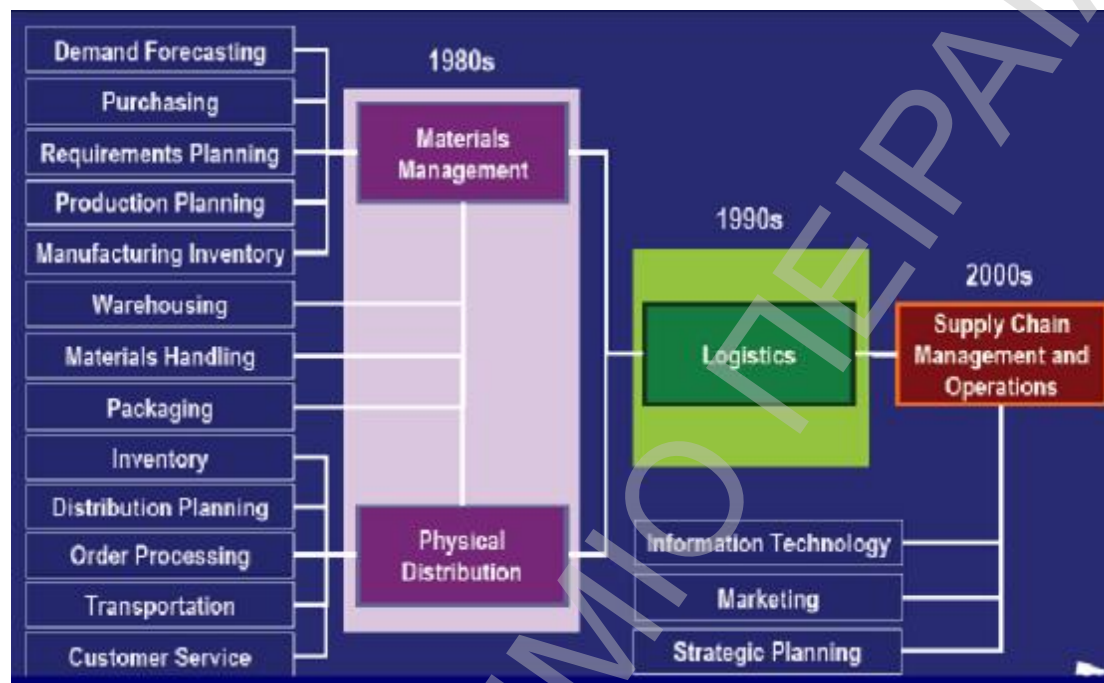 Demand Forecasting
Purchasing
Requirements Planning
Production Planning
Manufacturing Inventory
Warehousing
Materials Handling
Packaging
Inventory
Distribution Planning
Order Processing
Transportation
Customer Service
1980s
Materials
Management
Physical
Distribution
1990s
Logistics
2000s
Supply Chain
Management and
Operations
Information Technology
Marketing
Strategic Planning
ΜΙΟ ΠΕΙΡΑΙ